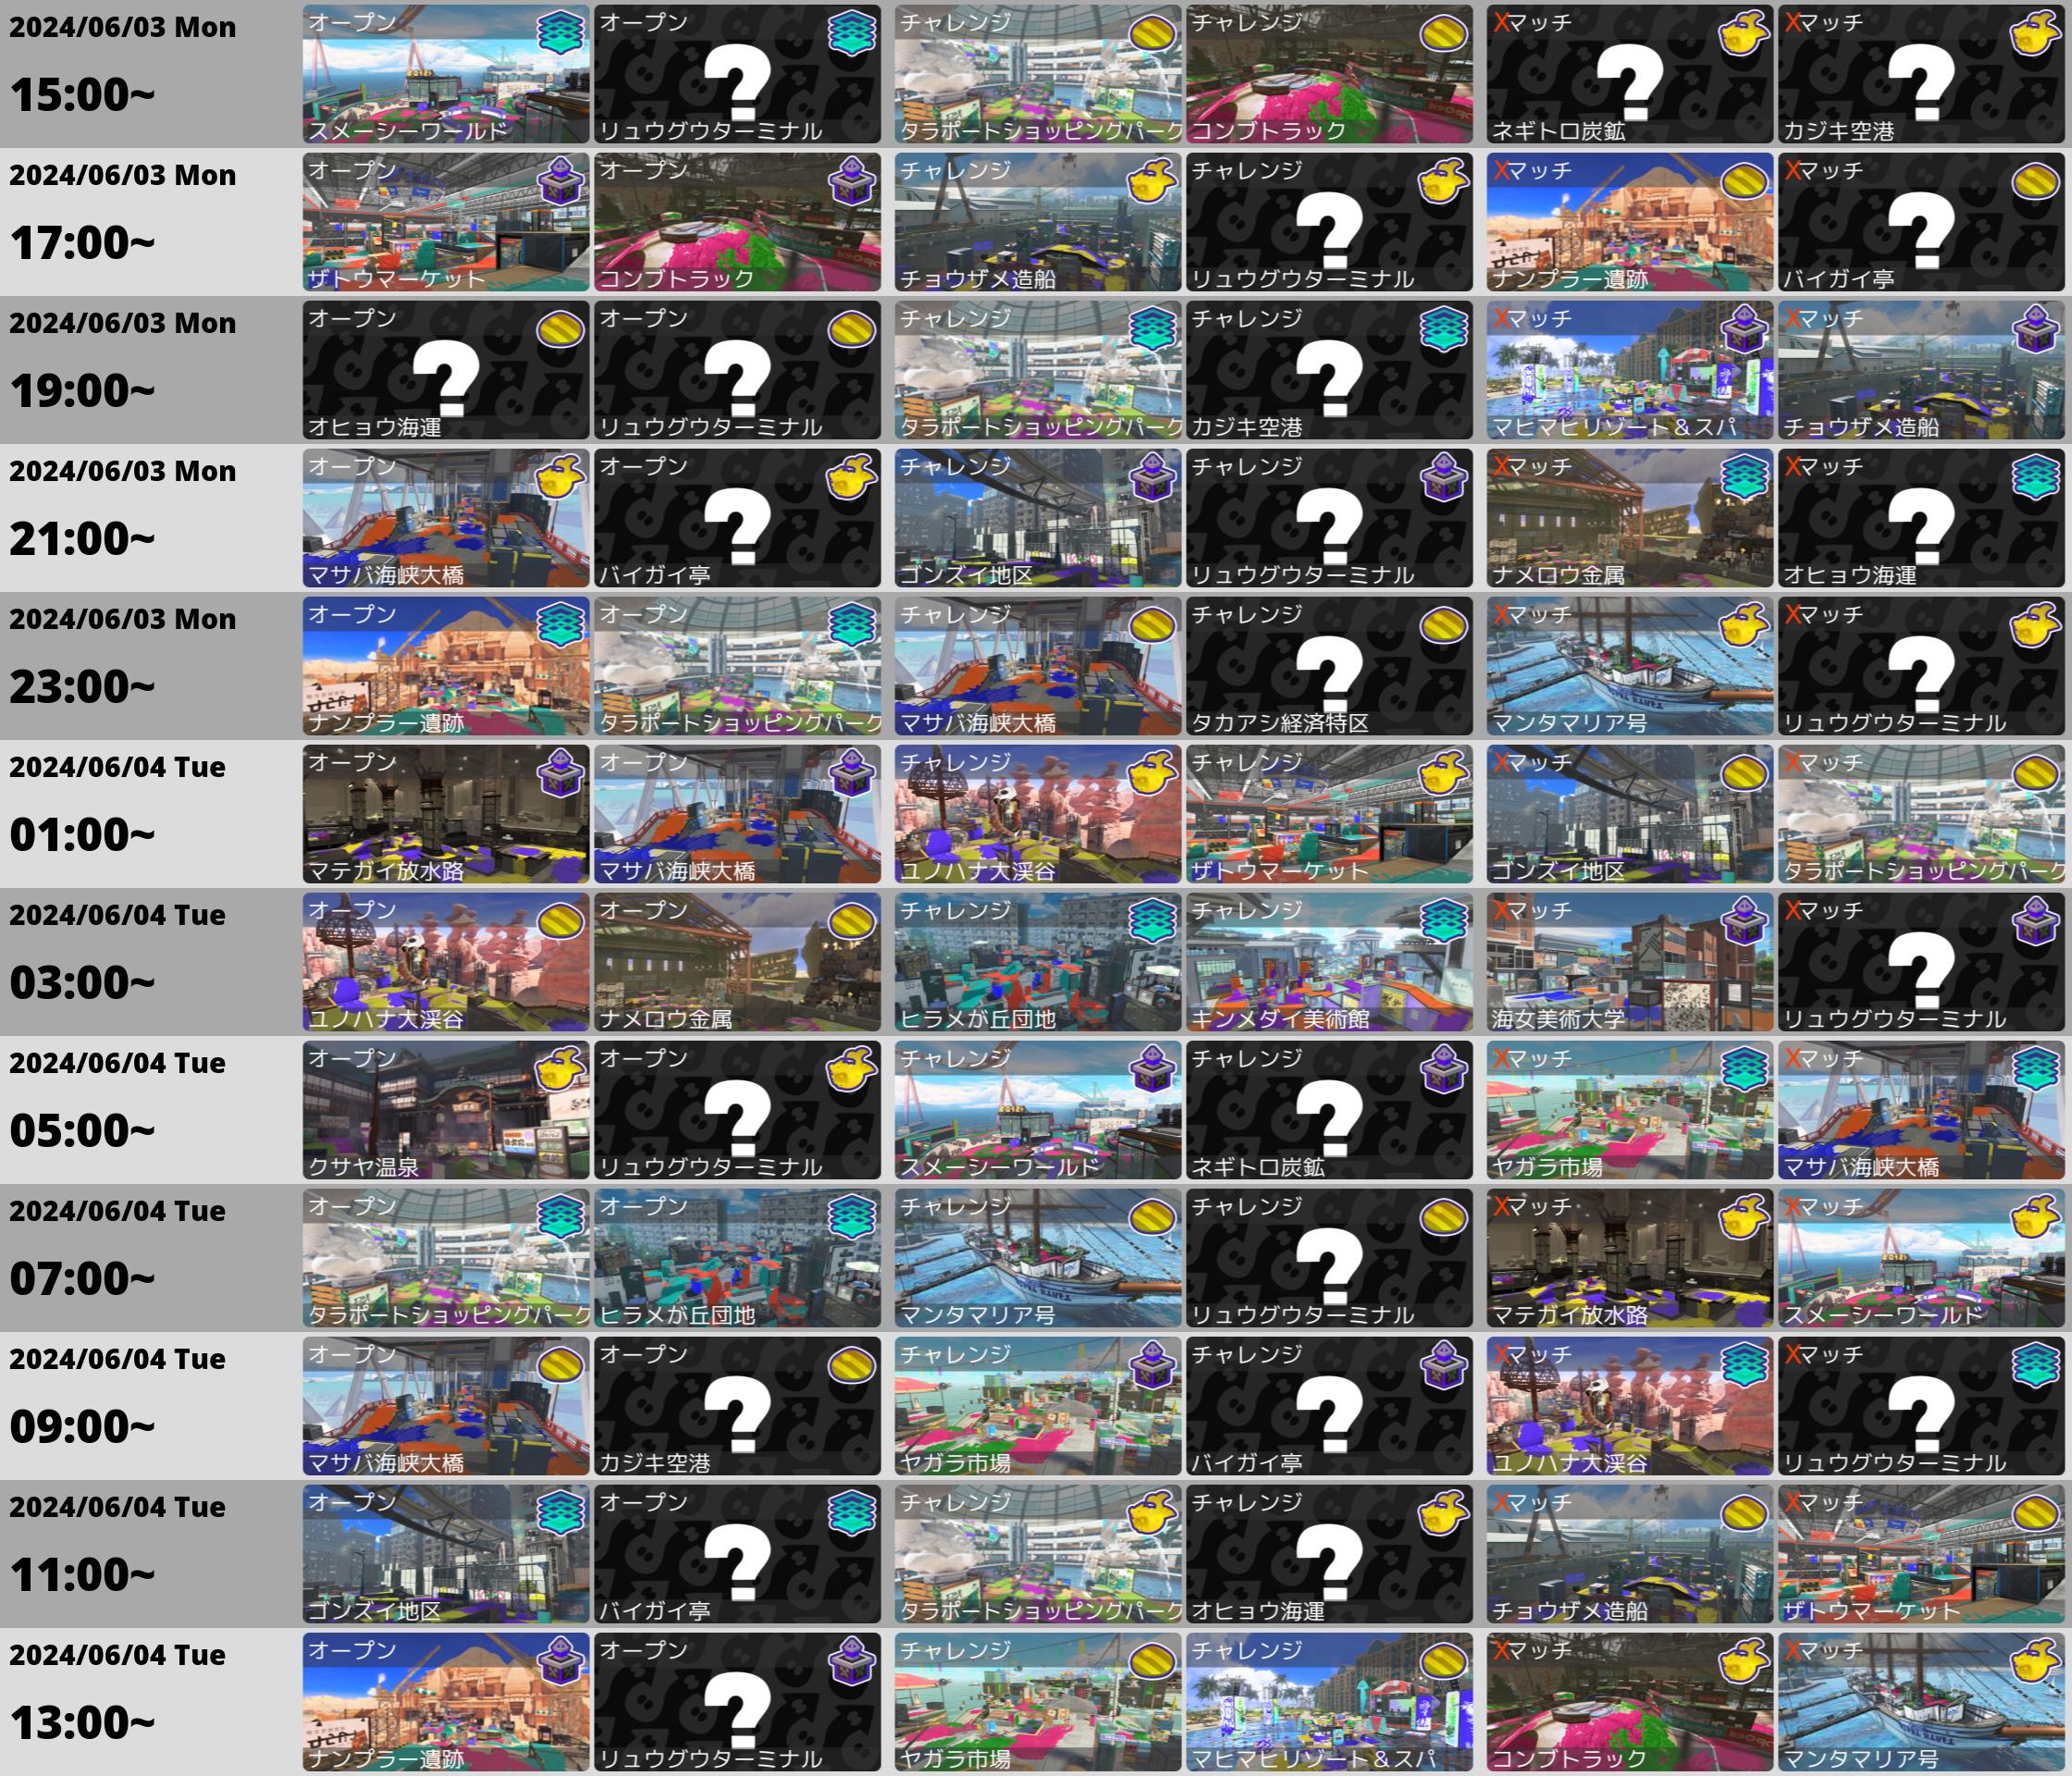 2024/06/03 Mon
15:00~
オープン オープン チャレンジ チャレンジ Xマッチ Xマッチ
スメーシーワールド リュウグウターミナル タラポートショッピングパーク コンブトラック ネギトロ炭鉱 カジキ空港
2024/06/03 Mon
17:00~
オープン オープン チャレンジ チャレンジ Xマッチ Xマッチ
ザトウマーケット コンブトラック チョウザメ造船 リュウグウターミナル ナンプラー遺跡 バイガイ亭
2024/06/03 Mon
19:00~
オープン オープン チャレンジ チャレンジ Xマッチ Xマッチ
オヒョウ海運 リュウグウターミナル タラポートショッピングパーク カジキ空港 マヒマヒリゾート＆スパ チョウザメ造船
2024/06/03 Mon
21:00~
オープン オープン チャレンジ チャレンジ Xマッチ Xマッチ
マサバ海峡大橋 バイガイ亭 ゴンズイ地区 リュウグウターミナル ナメロウ金属 オヒョウ海運
2024/06/03 Mon
23:00~
オープン オープン チャレンジ チャレンジ Xマッチ Xマッチ
ナンプラー遺跡 タラポートショッピングパーク マサバ海峡大橋 タカアシ経済特区 マンタマリア号 リュウグウターミナル
2024/06/04 Tue
01:00~
オープン オープン チャレンジ チャレンジ Xマッチ Xマッチ
マテガイ放水路 マサバ海峡大橋 ユノハナ大渓谷 ザトウマーケット ゴンズイ地区 タラポートショッピングパーク
2024/06/04 Tue
03:00~
オープン オープン チャレンジ チャレンジ Xマッチ Xマッチ
ユノハナ大渓谷 ナメロウ金属 ヒラメが丘団地 キンメダイ美術館 海女美術大学 リュウグウターミナル
2024/06/04 Tue
05:00~
オープン オープン チャレンジ チャレンジ Xマッチ Xマッチ
クサヤ温泉 リュウグウターミナル スメーシーワールド ネギトロ炭鉱 ヤガラ市場 マサバ海峡大橋
2024/06/04 Tue
07:00~
オープン オープン チャレンジ チャレンジ Xマッチ Xマッチ
タラポートショッピングパーク ヒラメが丘団地 マンタマリア号 リュウグウターミナル マテガイ放水路 スメーシーワールド
2024/06/04 Tue
09:00~
オープン オープン チャレンジ チャレンジ Xマッチ Xマッチ
マサバ海峡大橋 カジキ空港 ヤガラ市場 バイガイ亭 ユノハナ大渓谷 リュウグウターミナル
2024/06/04 Tue
11:00~
オープン オープン チャレンジ チャレンジ Xマッチ Xマッチ
ゴンズイ地区 バイガイ亭 タラポートショッピングパーク オヒョウ海運 チョウザメ造船 ザトウマーケット
2024/06/04 Tue
13:00~
オープン オープン チャレンジ チャレンジ Xマッチ Xマッチ
ナンプラー遺跡 リュウグウターミナル ヤガラ市場 マヒマヒリゾート＆スパ コンブトラック マンタマリア号